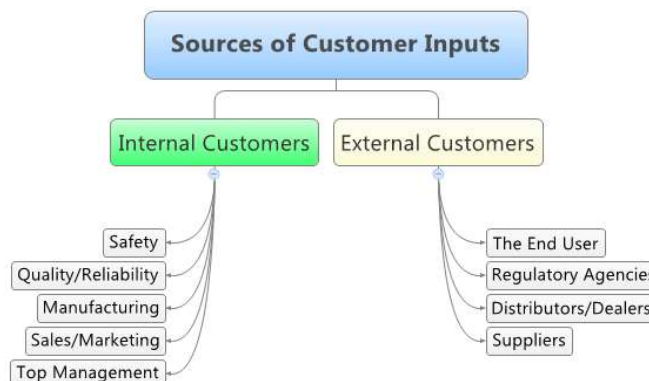 Sources of Customer Inputs
Internal Customers
External Customers
Safety
Quality/Reliability
Manufacturing
Sales/Marketing
Top Management
The End User
Regulatory Agencies
Distributors/Dealers
Suppliers